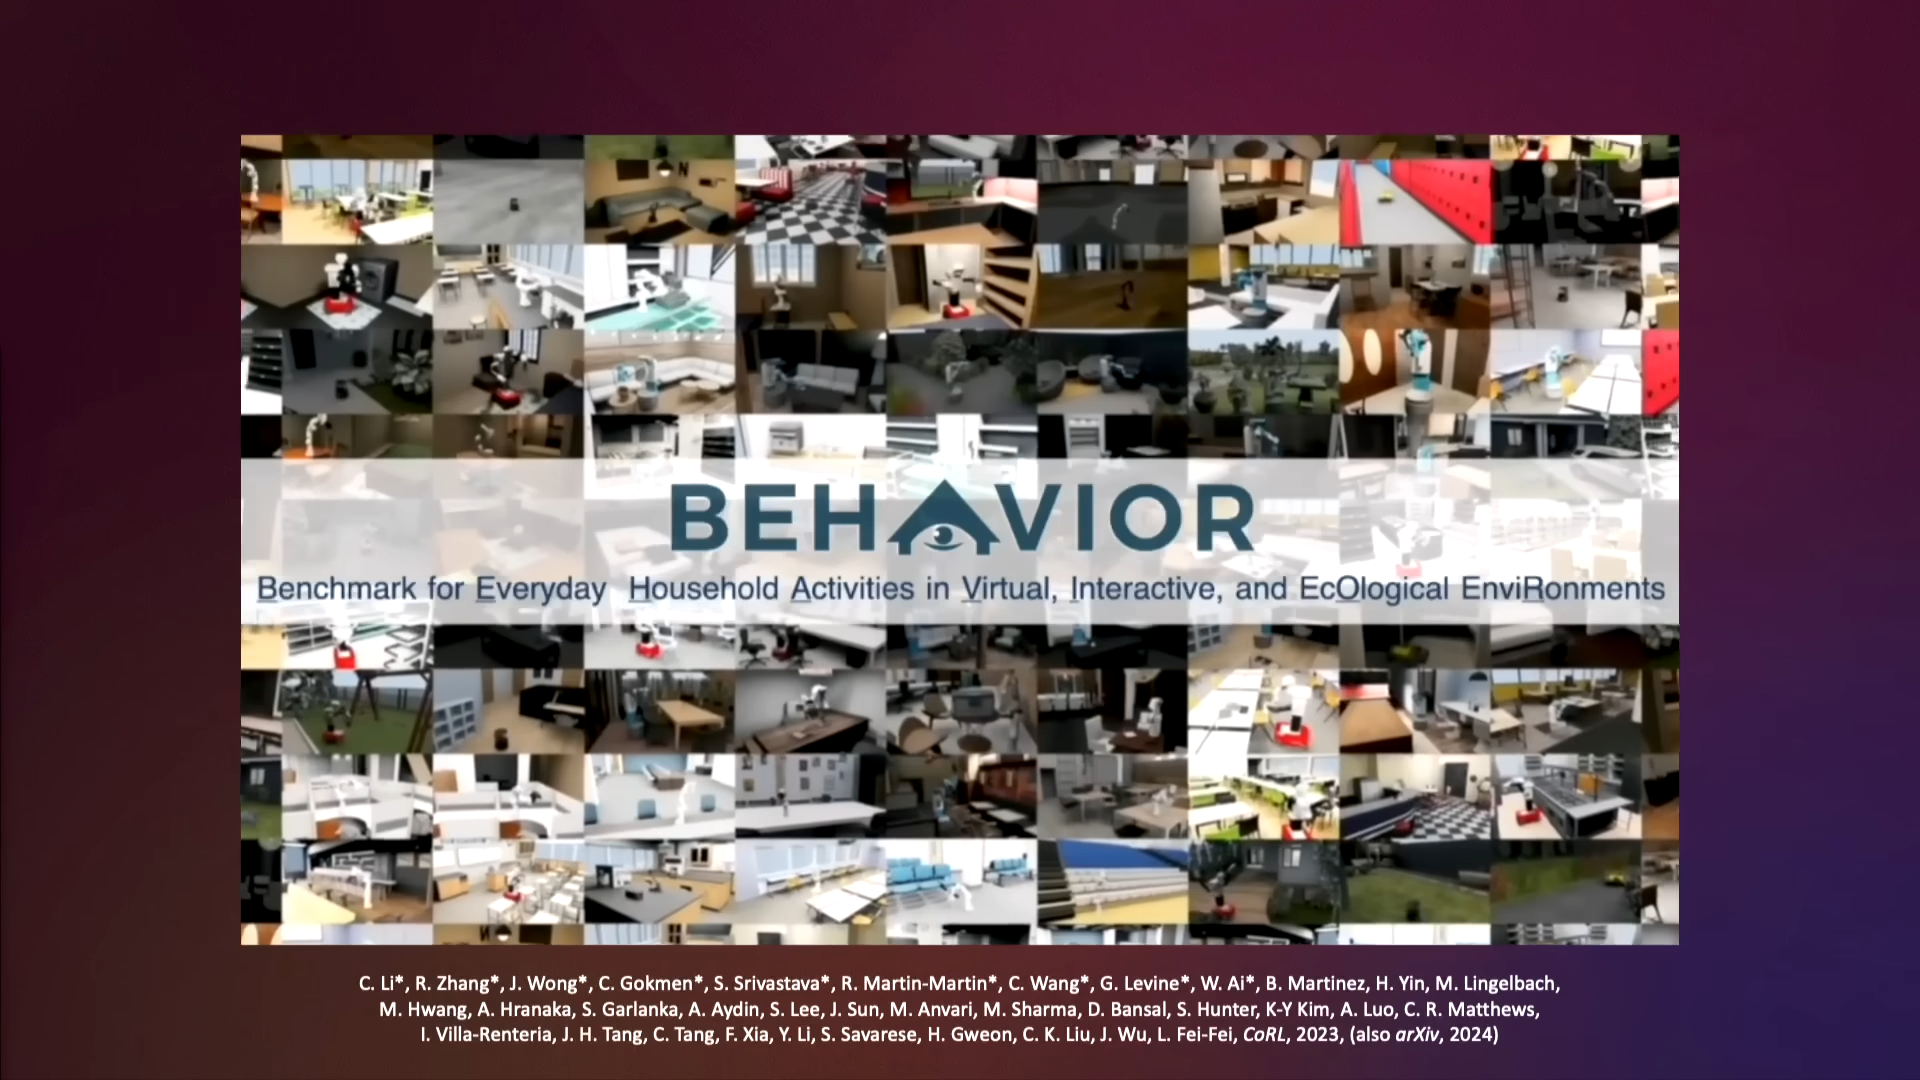 BEHAVIOR
Benchmark for Everyday Household Activities in Virtual, Interactive, and EcOlogical EnviRonments
C. Li*, R. Zhang*, J. Wong*, C. Gokmen*, S. Srivastava*, R. Martin-Martin*, C. Wang*, G. Levine*, W. Ai*, B. Martinez, H. Yin, M. Lingelbach,
M. Hwang, A. Hranaka, S. Garlanka, A. Aydin, S. Lee, J. Sun, M. Anvari, M. Sharma, D. Bansal, S. Hunter, K-Y Kim, A. Luo, C. R. Matthews,
I. Villa-Renteria, J. H. Tang, C. Tang, F. Xia, Y. Li, S. Savarese, H. Gweon, C. K. Liu, J. Wu, L. Fei-Fei, CoRL, 2023, (also arXiv, 2024)